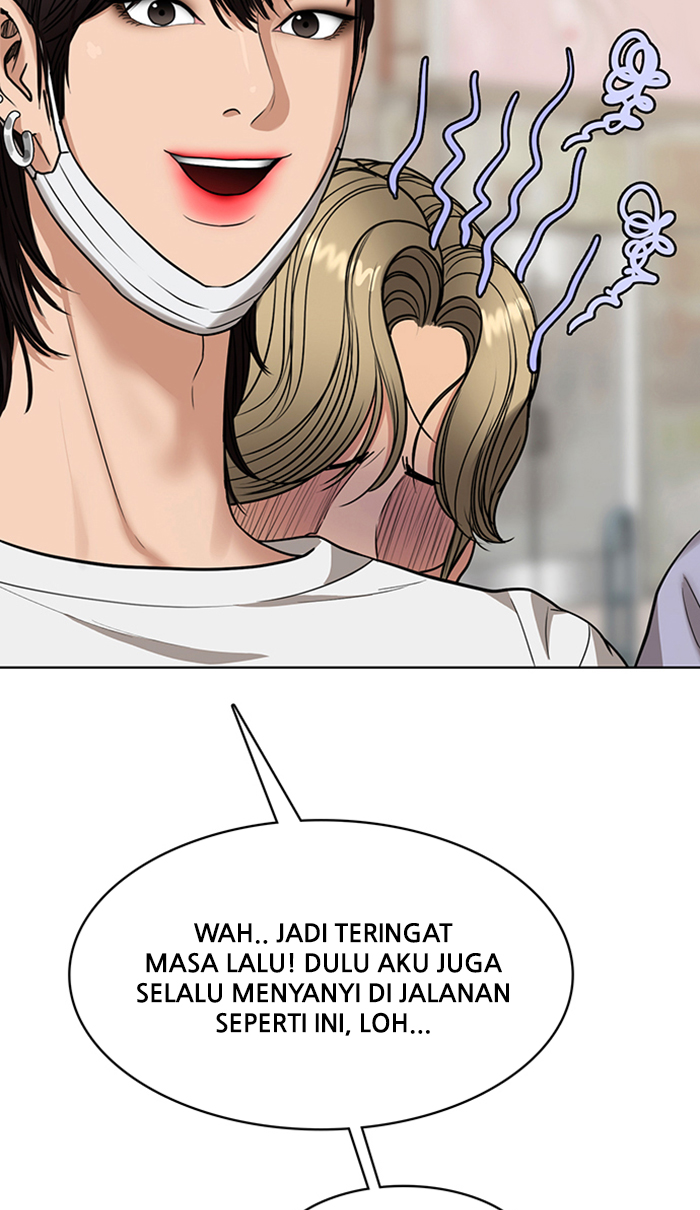 WAH.. JADI TERINGAT
MASA LALU! DULU AKU JUGA
SELALU MENYANYI DI JALANAN
SEPERTI INI, LOH...